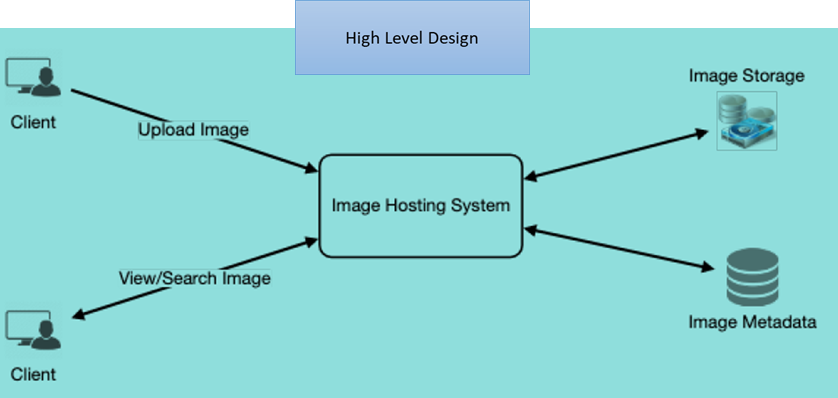 High Level Design
Client
Upload Image
Image Storage
Image Hosting System
View/Search Image
Client
Image Metadata